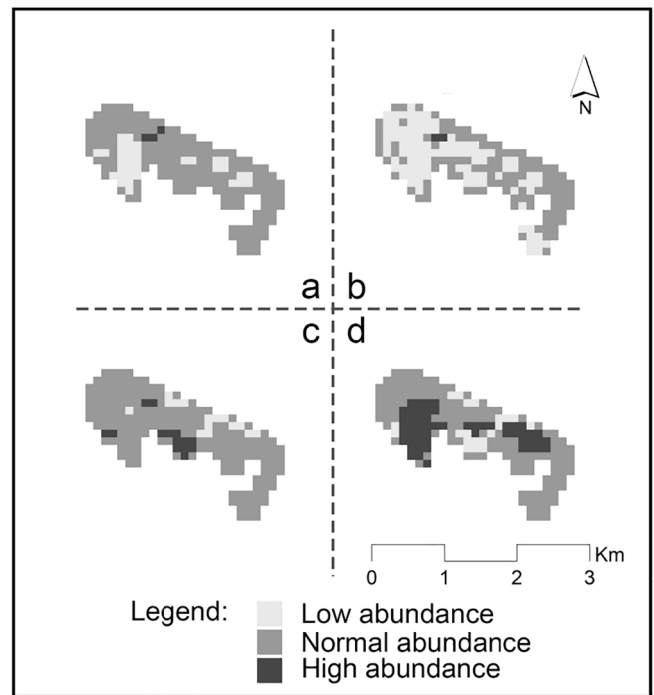 N
a b
c d
Km
0 1 2 3
Legend:
Low abundance
Normal abundance
High abundance